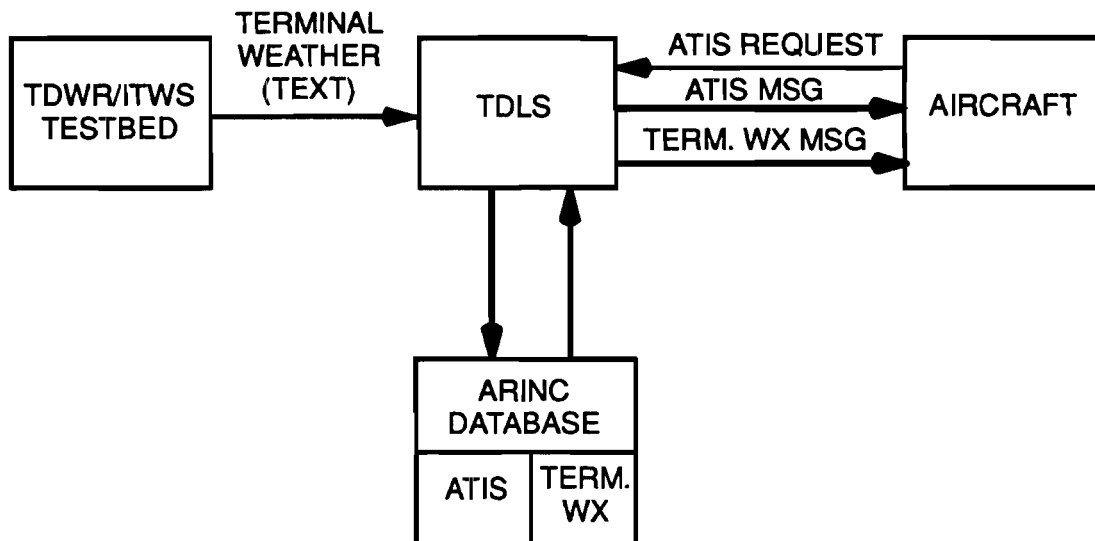 TERMINAL
WEATHER
(TEXT)
TDWR/ITWS
TESTBED
TDLS
ATIS REQUEST
ATIS MSG
TERM. WX MSG
AIRCRAFT
ARINC
DATABASE
ATIS
TERM.
WX